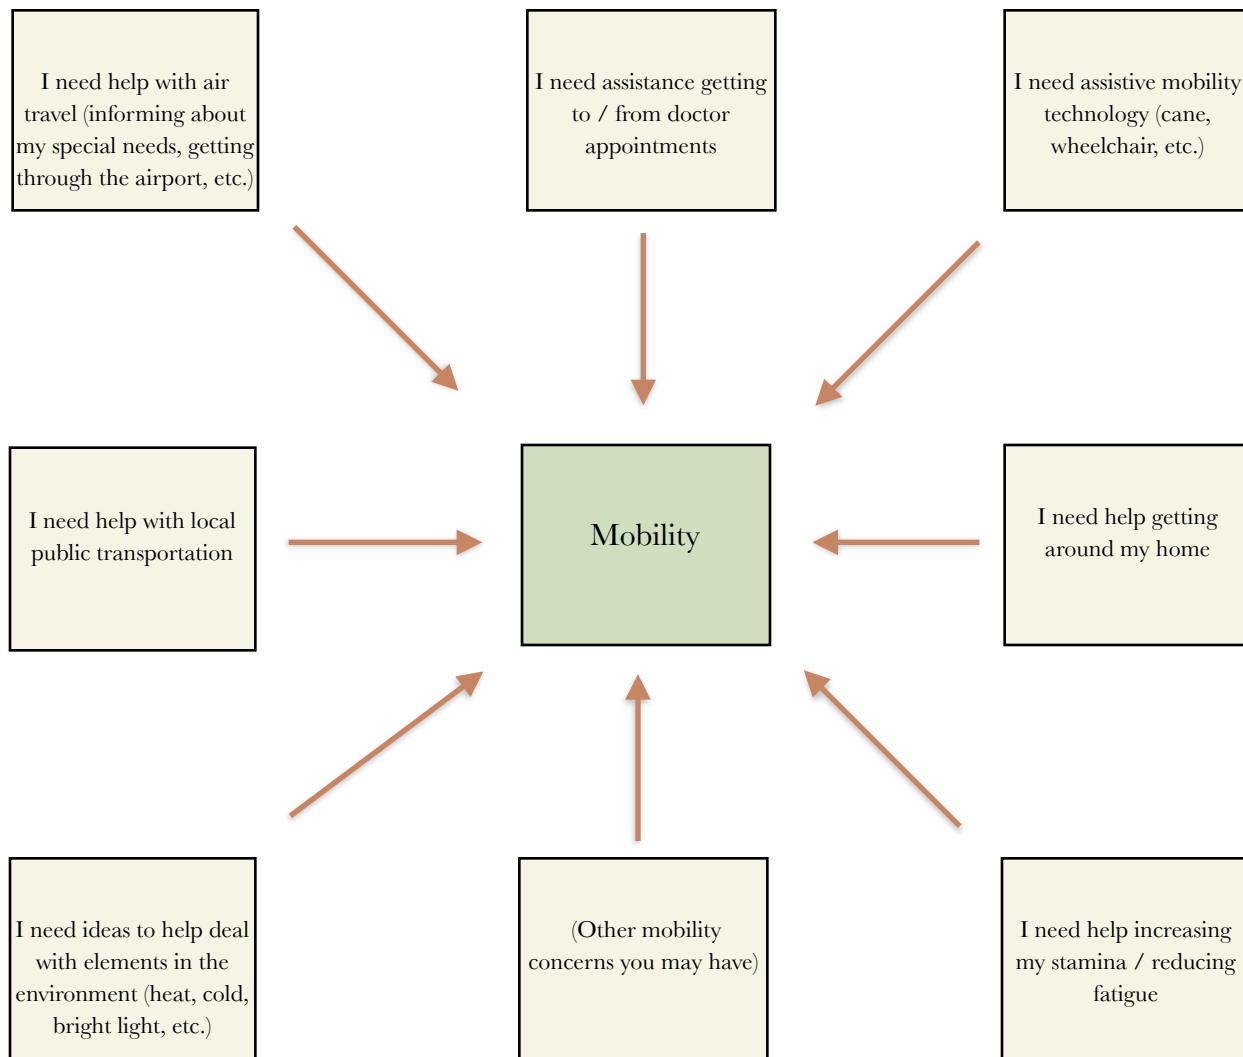 I need help with air
travel (informing about
my special needs, getting
through the airport, etc.)
I need assistance getting
to / from doctor
appointments
I need assistive mobility
technology (cane,
wheelchair, etc.)
I need help with local
public transportation
Mobility
I need help getting
around my home
I need ideas to help deal
with elements in the
environment (heat, cold,
bright light, etc.)
(Other mobility
concerns you may have)
I need help increasing
my stamina / reducing
fatigue